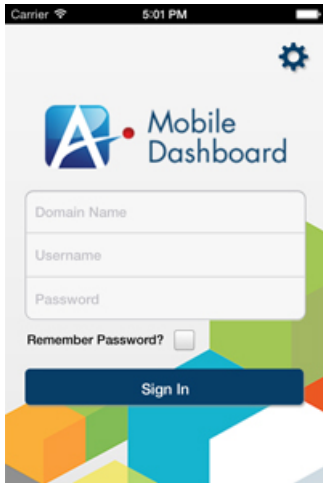 Carrier 5:01 PM
A
Mobile
Dashboard
Domain Name
Username
Password
Remember Password?
Sign In